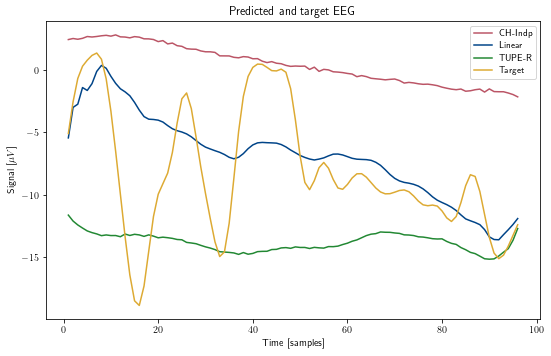 Predicted and target EEG
CH-Indp
Linear
TUPE-R
Target
Signal [μV]
0
−5
−10
−15
0
20
40
60
80
100
Time [samples]